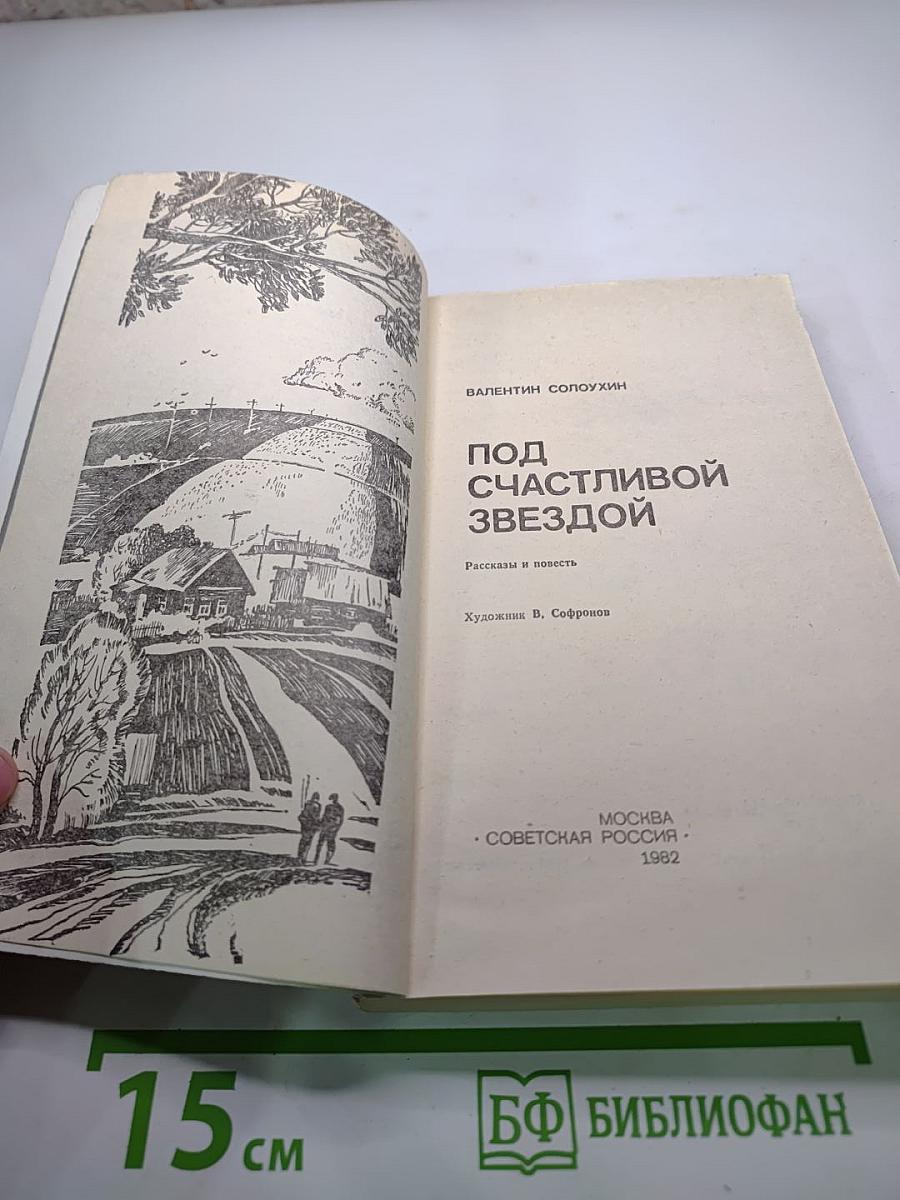 ВАЛЕНТИН СОЛОУХИН
ПОД
СЧАСТЛИВОЙ
ЗВЕЗДОЙ
Рассказы и повесть
Художник В. Софронов
МОСКВА
· СОВЕТСКАЯ РОССИЯ ·
1982
15 см
БФ БИБЛИОФАН